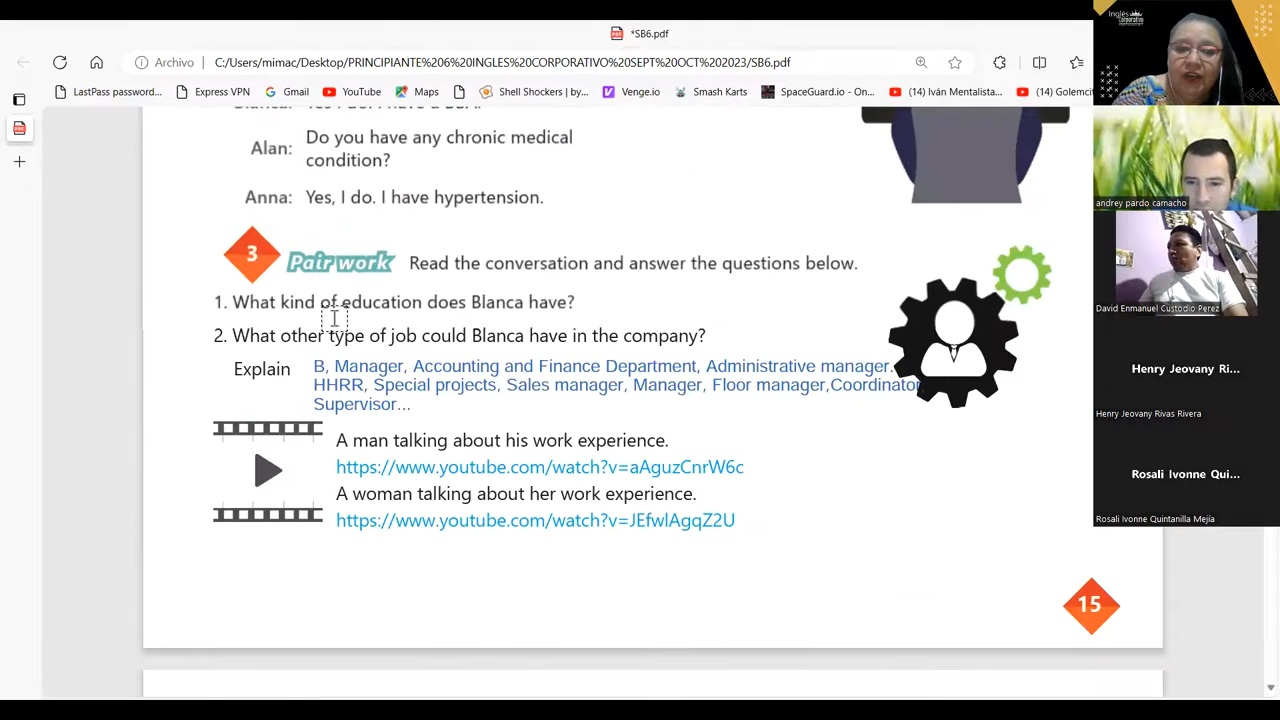 *SB6.pdf
Archivo
C:/Users/mimac/Desktop/PRINCIPIANTE%206%20INGLES%20CORPORATIVO%20SEPT%20OCT%202023/SB6.pdf
LastPass password...
Express VPN
Gmail
YouTube
Maps
Shell Shockers | by...
Venge.io
Smash Karts
SpaceGuard.io - On...
(14) Iván Mentalista...
(14) Golemcit
Inglés
Corporativo
Alan: Do you have any chronic medical
condition?
Anna: Yes, I do. I have hypertension.
3 Pair work Read the conversation and answer the questions below.
1. What kind of education does Blanca have?
2. What other type of job could Blanca have in the company?
Explain B, Manager, Accounting and Finance Department, Administrative manager.
HHRR, Special projects, Sales manager, Manager, Floor manager,Coordinator
Supervisor...
A man talking about his work experience.
https://www.youtube.com/watch?v=aAguzCnrW6c
A woman talking about her work experience.
https://www.youtube.com/watch?v=JEfwlAgqZ2U
15
andrey pardo camacho
David Enmanuel Custodio Perez
Henry Jeovany Ri...
Henry Jeovany Rivas Rivera
Rosali Ivonne Qui...
Rosali Ivonne Quintanilla Mejía